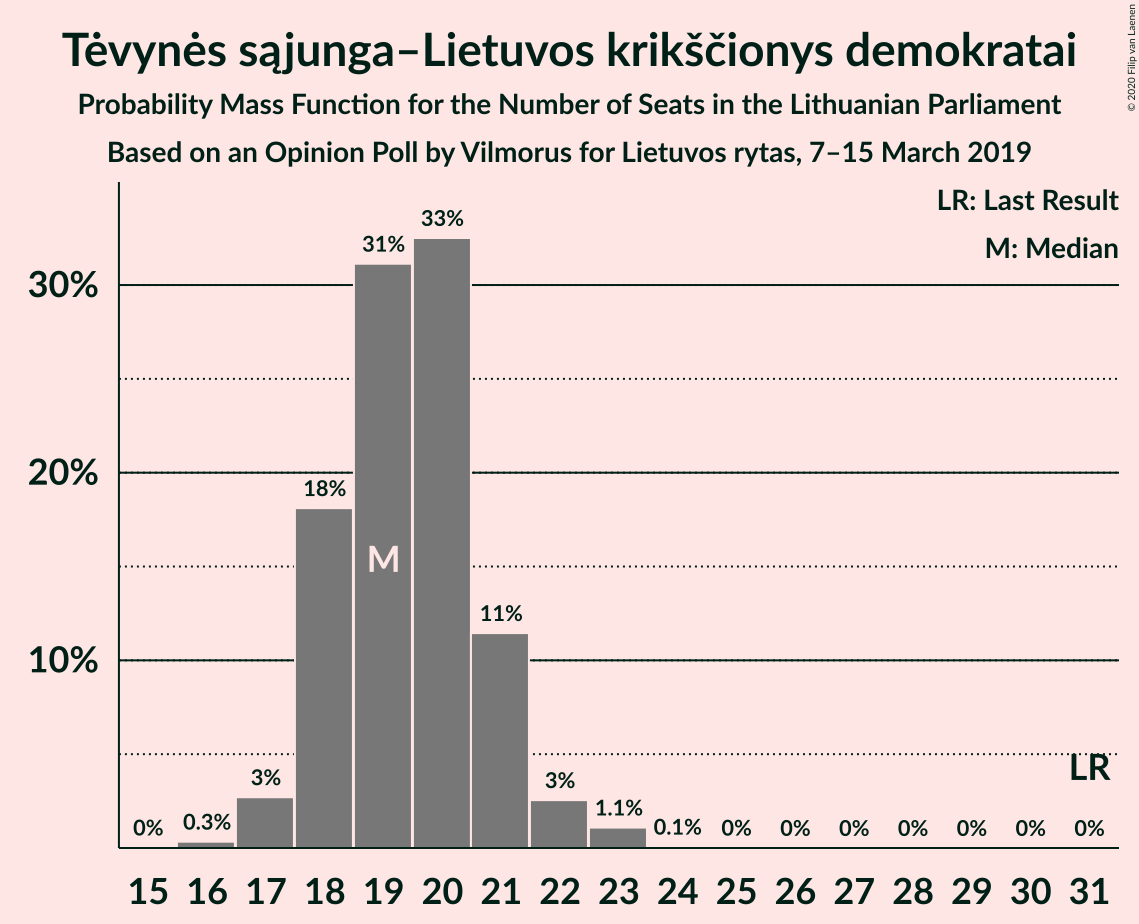 Tėvynės sąjunga–Lietuvos krikščionys demokratai
Probability Mass Function for the Number of Seats in the Lithuanian Parliament
Based on an Opinion Poll by Vilmorus for Lietuvos rytas, 7–15 March 2019
© 2020 Filip van Laenen
LR: Last Result
M: Median
33%
31%
30%
20%
18%
M
11%
10%
LR
3%
3%
1.1%
0% 0.3% 0.1% 0% 0% 0% 0% 0% 0% 0%
15 16 17 18 19 20 21 22 23 24 25 26 27 28 29 30 31